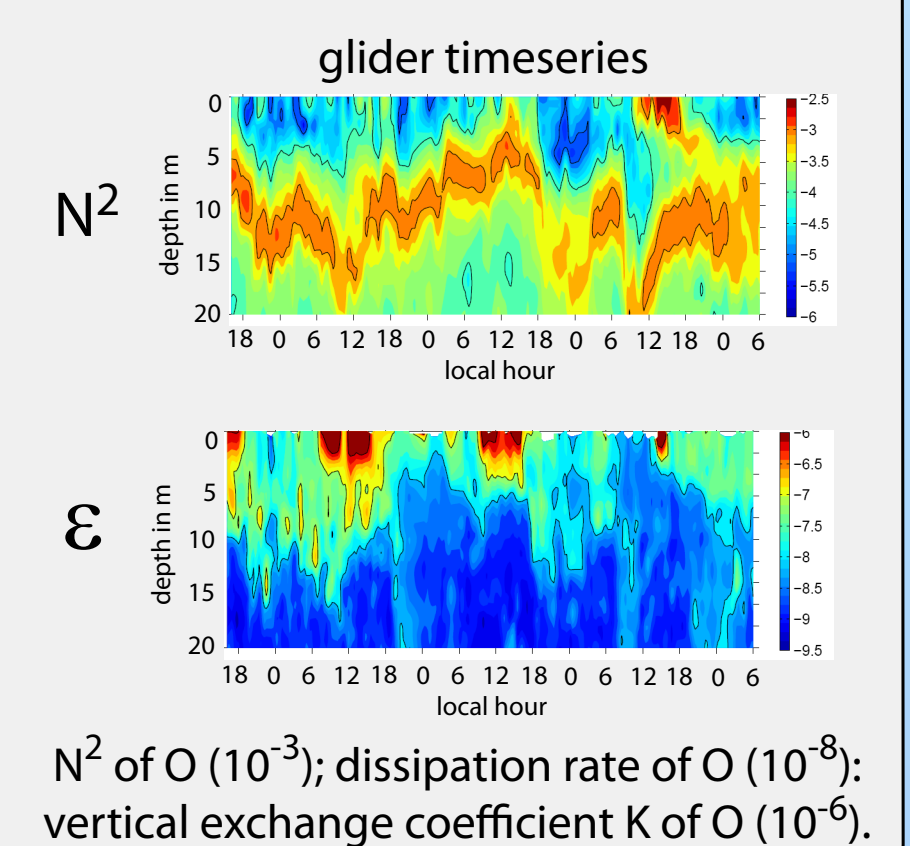 glider timeseries
N²
depth in m
0
5
10
15
20
-2.5
-3
-3.5
-4
-4.5
-5
-5.5
-6
18 0 6 12 18 0 6 12 18 0 6 12 18 0 6
local hour
ε
depth in m
0
5
10
15
20
-6
-6.5
-7
-7.5
-8
-8.5
-9
-9.5
18 0 6 12 18 0 6 12 18 0 6 12 18 0 6
local hour
N² of O (10⁻³); dissipation rate of O (10⁻⁸):
vertical exchange coefficient K of O (10⁻⁶).